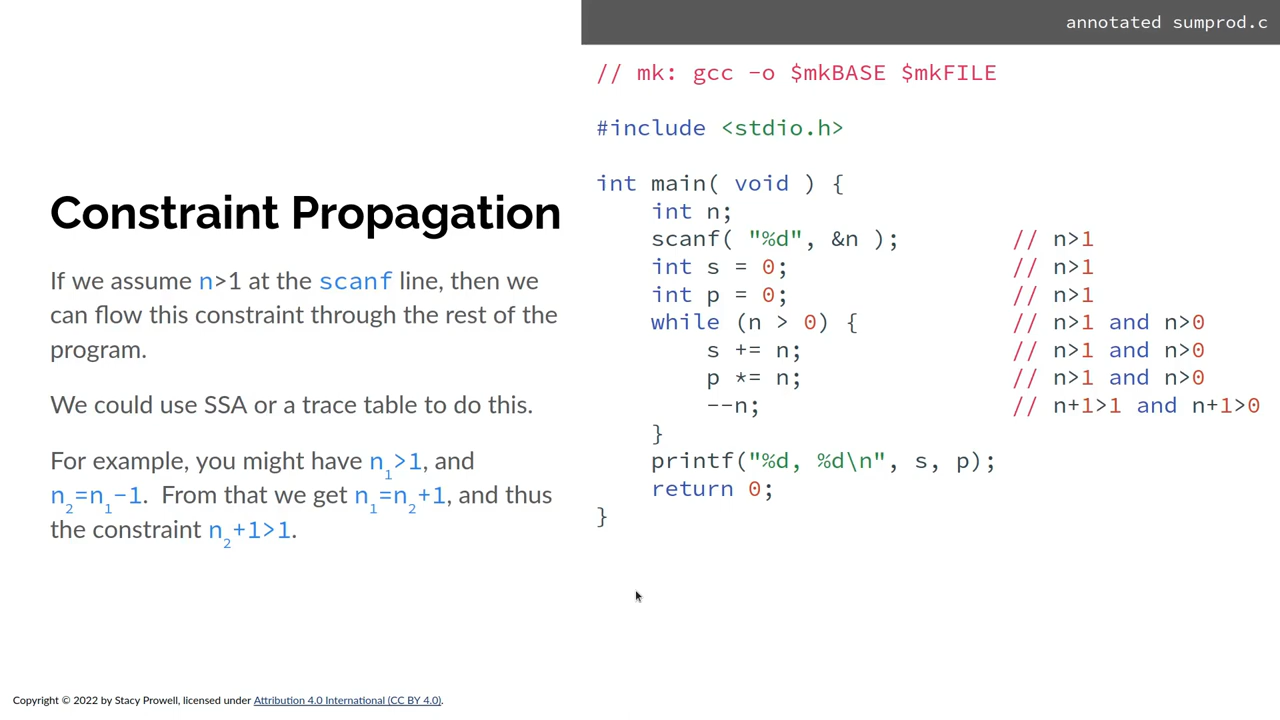 annotated sumprod.c
Constraint Propagation
If we assume n>1 at the scanf line, then we
can flow this constraint through the rest of the
program.
We could use SSA or a trace table to do this.
For example, you might have n₁>1, and
n₂=n₁-1. From that we get n₁=n₂+1, and thus
the constraint n₂+1>1.
// mk: gcc -o $mkBASE $mkFILE
#include <stdio.h>
int main( void ) {
    int n;
    scanf( "%d", &n ); // n>1
    int s = 0; // n>1
    int p = 0; // n>1
    while (n > 0) { // n>1 and n>0
        s += n; // n>1 and n>0
        p *= n; // n>1 and n>0
        --n; // n+1>1 and n+1>0
    }
    printf("%d, %d\n", s, p);
    return 0;
}
Copyright © 2022 by Stacy Prowell, licensed under Attribution 4.0 International (CC BY 4.0).